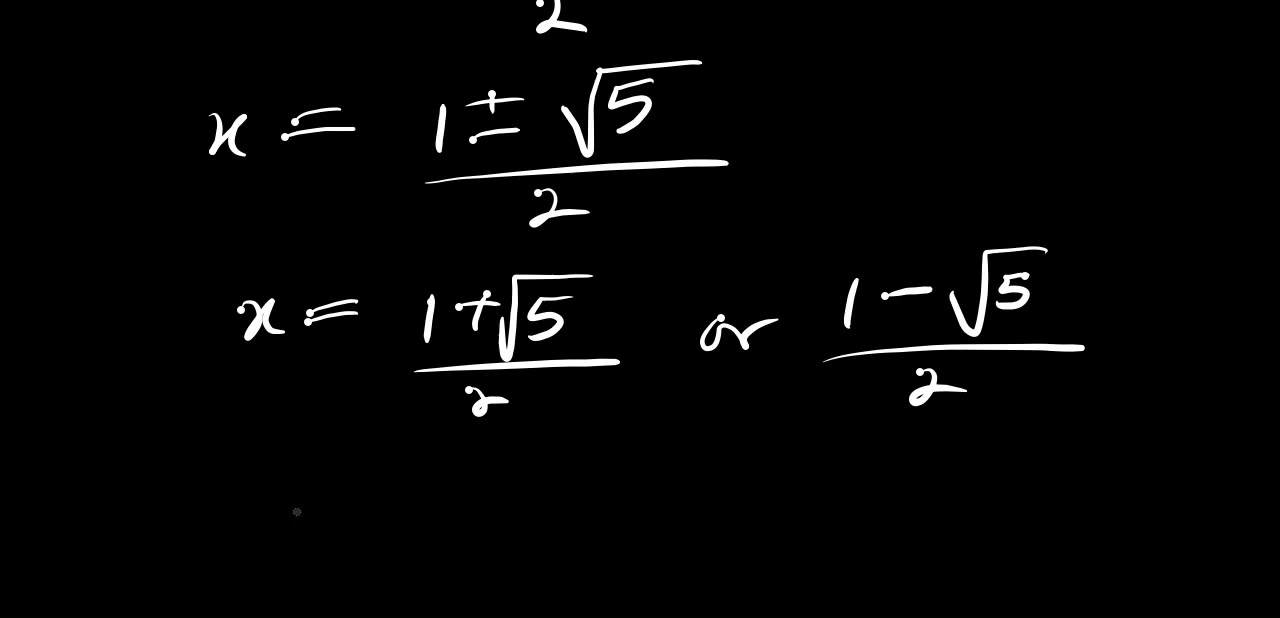 2
x = (1 ± √5)/2
x = (1 + √5)/2 or (1 - √5)/2